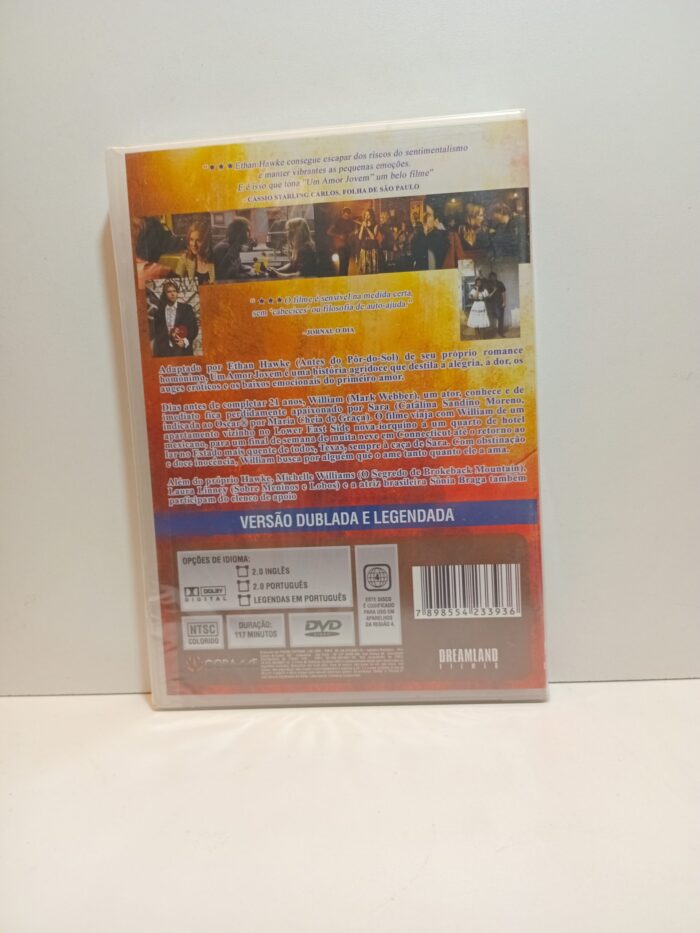 “★★★Ethan Hawke consegue escapar dos riscos do sentimentalismo
e manter vibrantes as pequenas emoções.
E é isso que tona "Um Amor Jovem" um belo filme”
- CÁSSIO STARLING CARLOS, FOLHA DE SÃO PAULO
“ ★★★O filme é sensível na medida certa,
sem ‘cabecices’ ou filosofia de auto-ajuda.”
-JORNAL O DIA
Adaptado por Ethan Hawke (Antes do Pôr-do-Sol) de seu próprio romance
homônimo, Um Amor Jovem é uma história agridoce que destila a alegria, a dor, os
auges eróticos e os baixos emocionais do primeiro amor.
Dias antes de completar 21 anos, William (Mark Webber), um ator, conhece e de
imediato fica perdidamente apaixonado por Sara (Catalina Sandino Moreno,
indicada ao Oscar® por Maria Cheia de Graça). O filme viaja com William de um
apartamento vizinho no Lower East Side nova-iorquino a um quarto de hotel
mexicano, para um final de semana de muita neve em Connecticut até o retorno ao
lar no Estado mais quente de todos, Texas, sempre à caça de Sara. Com obstinação
e doce inocência, William busca por alguém que o ame tanto quanto ele a ama.
Além do próprio Hawke, Michelle Williams (O Segredo de Brokeback Mountain),
Laura Linney (Sobre Meninos e Lobos) e a atriz brasileira Sônia Braga também
participam do elenco de apoio
VERSÃO DUBLADA E LEGENDADA
OPÇÕES DE IDIOMA:
2.0 INGLÊS
2.0 PORTUGUÊS
LEGENDAS EM PORTUGUÊS
DOLBY
DIGITAL
4
ESTE DISCO
É CODIFICADO
PARA USO EM
APARELHOS
DA REGIÃO 4.
7 898554 233936
NTSC
COLORIDO
DURAÇÃO:
117 MINUTOS
DVD
VIDEO
DREAMLAND
FILMES